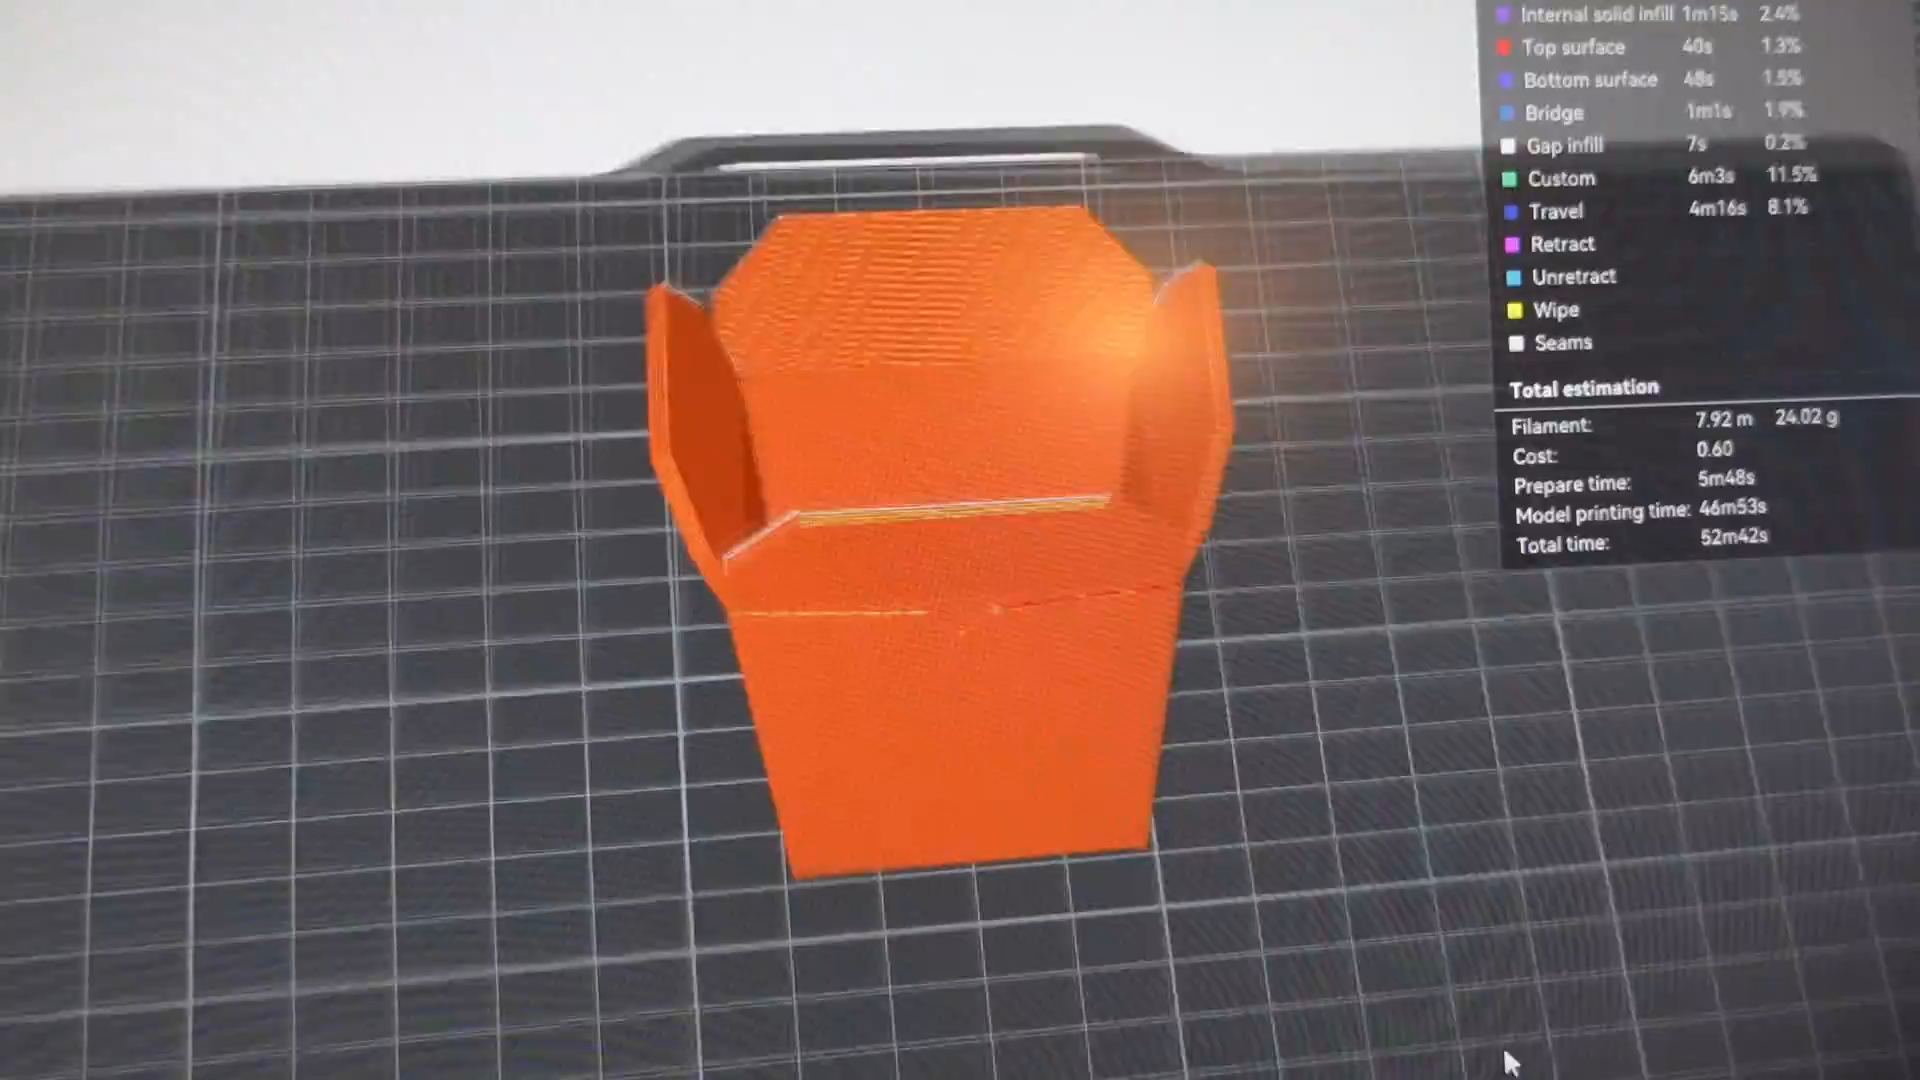 Internal solid infill 1m15s 2.4%
Top surface 40s 1.3%
Bottom surface 48s 1.5%
Bridge 1m1s 1.9%
Gap infill 7s 0.2%
Custom 6m3s 11.5%
Travel 4m16s 8.1%
Retract
Unretract
Wipe
Seams
Total estimation
Filament: 7.92 m 24.02 g
Cost: 0.60
Prepare time: 5m48s
Model printing time: 46m53s
Total time: 52m42s